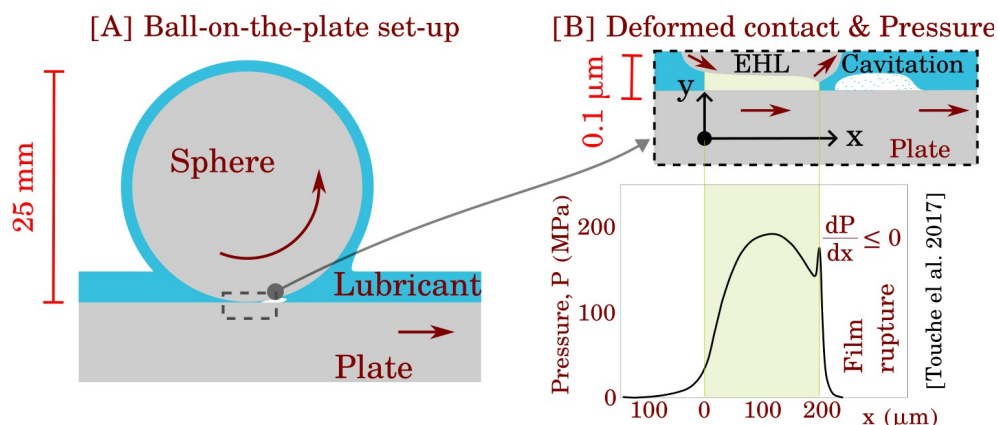 [A] Ball-on-the-plate set-up
25 mm
Sphere
Lubricant
Plate
[B] Deformed contact & Pressure
EHL
Cavitation
0.1 μm
y
x
Plate
Pressure, P (MPa)
200
100
0
dP
dx
≤ 0
Film
rupture
100 0 100 200
x (μm)
[Touche el al. 2017]